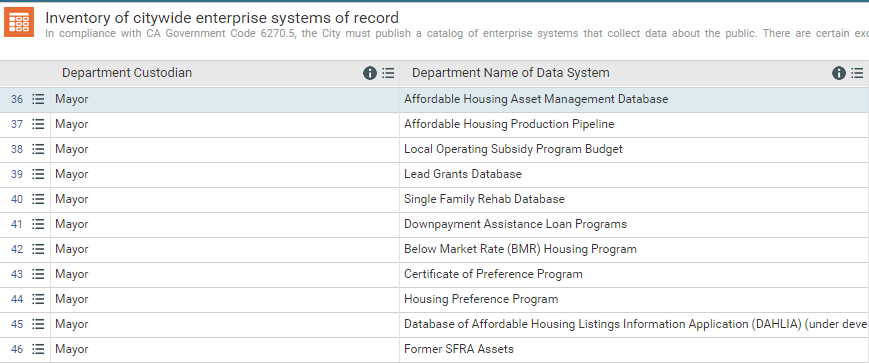 Inventory of citywide enterprise systems of record
In compliance with CA Government Code 6270.5, the City must publish a catalog of enterprise systems that collect data about the public. There are certain
Department Custodian Department Name of Data System
36 Mayor Affordable Housing Asset Management Database
37 Mayor Affordable Housing Production Pipeline
38 Mayor Local Operating Subsidy Program Budget
39 Mayor Lead Grants Database
40 Mayor Single Family Rehab Database
41 Mayor Downpayment Assistance Loan Programs
42 Mayor Below Market Rate (BMR) Housing Program
43 Mayor Certificate of Preference Program
44 Mayor Housing Preference Program
45 Mayor Database of Affordable Housing Listings Information Application (DAHLIA) (under deve
46 Mayor Former SFRA Assets